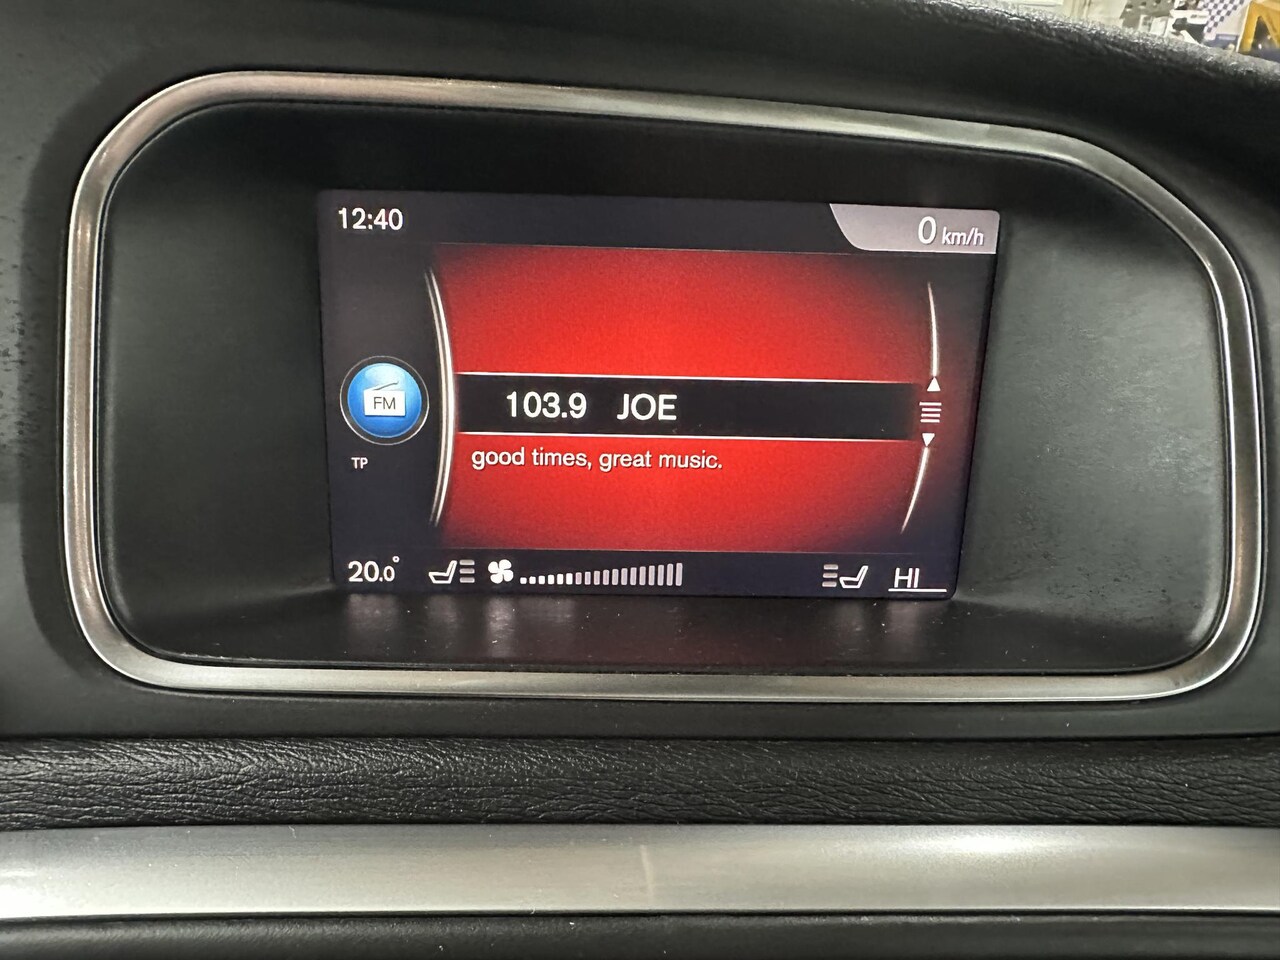 12:40
0 km/h
FM
103.9 JOE
TP
good times, great music.
20.0°
HI